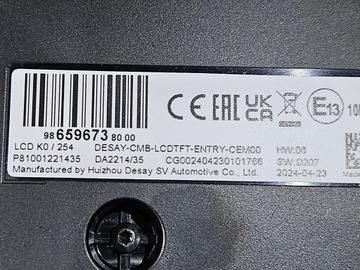 CE EAC UK CA E13 10R
98 659673 80 00
LCD K0 / 254 DESAY-CMB-LCDTFT-ENTRY-CEM00 HW:06
P81001221435 DA2214/35 CG002404230101766 SW:D207
Manufactured by Huizhou Desay SV Automotive Co., Ltd. 2024-04-23